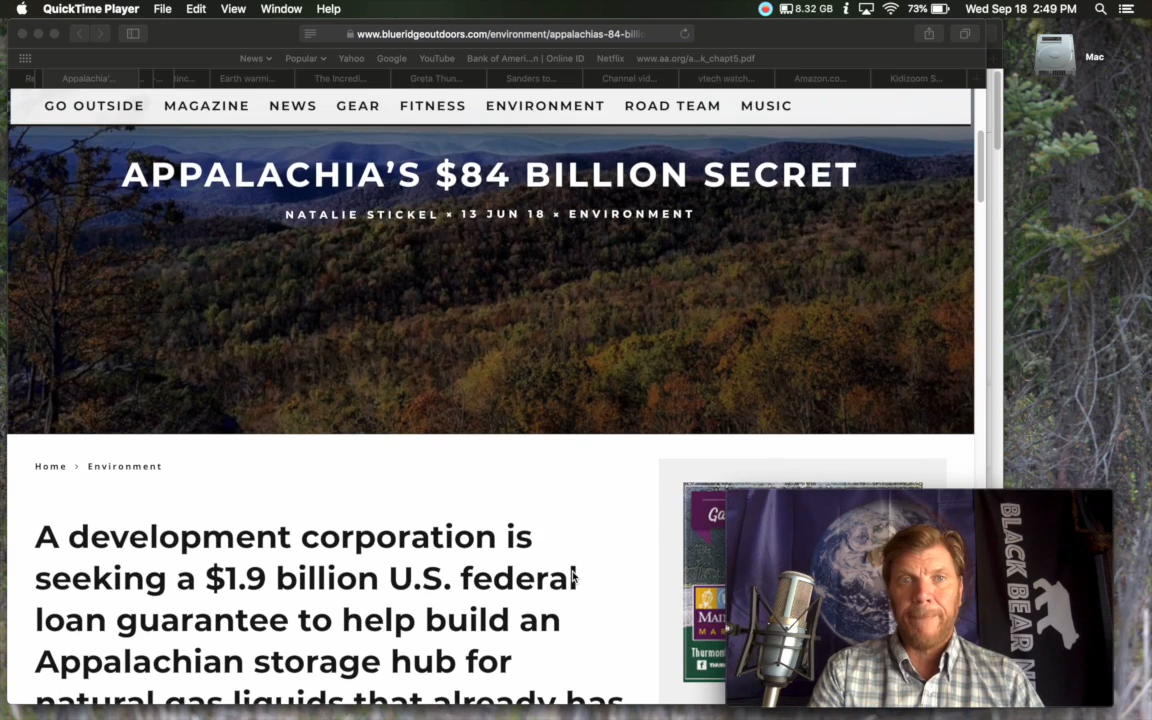 QuickTime Player File Edit View Window Help 8.32 GB 73% Wed Sep 18 2:49 PM
Mac
www.blueridgeoutdoors.com/environment/appalachias-84-billi
News Popular Yahoo Google YouTube Bank of Ameri...n | Online ID Netflix www.aa.org/a...k_chapt5.pdf
Appalachia'... Earth warmi... The Incredi... Greta Thun... Sanders to... Channel vid... vtech watch... Amazon.co... Kidizoom S...
GO OUTSIDE MAGAZINE NEWS GEAR FITNESS ENVIRONMENT ROAD TEAM MUSIC
APPALACHIA'S $84 BILLION SECRET
NATALIE STICKEL × 13 JUN 18 × ENVIRONMENT
Home > Environment
A development corporation is
seeking a $1.9 billion U.S. federal
loan guarantee to help build an
Appalachian storage hub for
natural gas liquids that already has
Ga
Thurmon
BLACK BEAR N